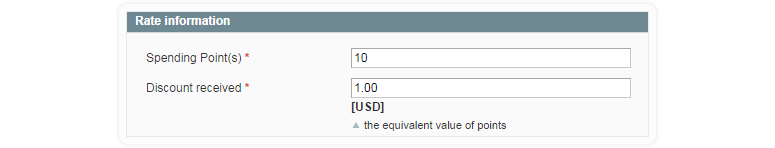 Rate information
Spending Point(s) *
10
Discount received *
1.00
[USD]
the equivalent value of points